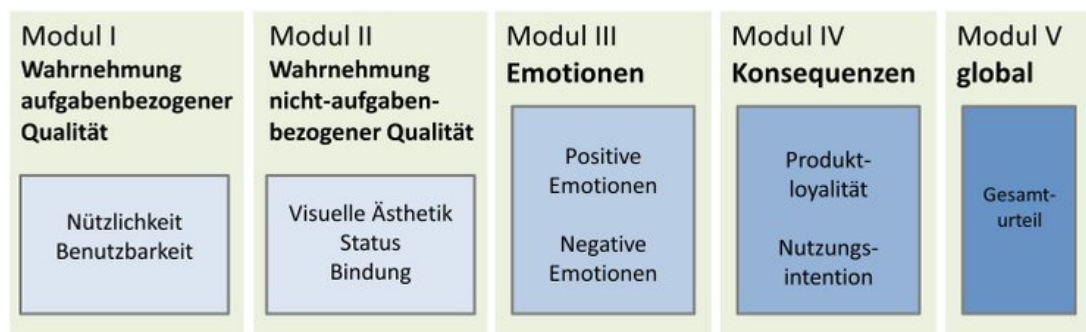 Modul I
Wahrnehmung
aufgabenbezogener
Qualität
Nützlichkeit
Benutzbarkeit
Modul II
Wahrnehmung
nicht-aufgaben-
bezogener Qualität
Visuelle Ästhetik
Status
Bindung
Modul III
Emotionen
Positive
Emotionen
Negative
Emotionen
Modul IV
Konsequenzen
Produkt-
loyalität
Nutzungs-
intention
Modul V
global
Gesamt-
urteil